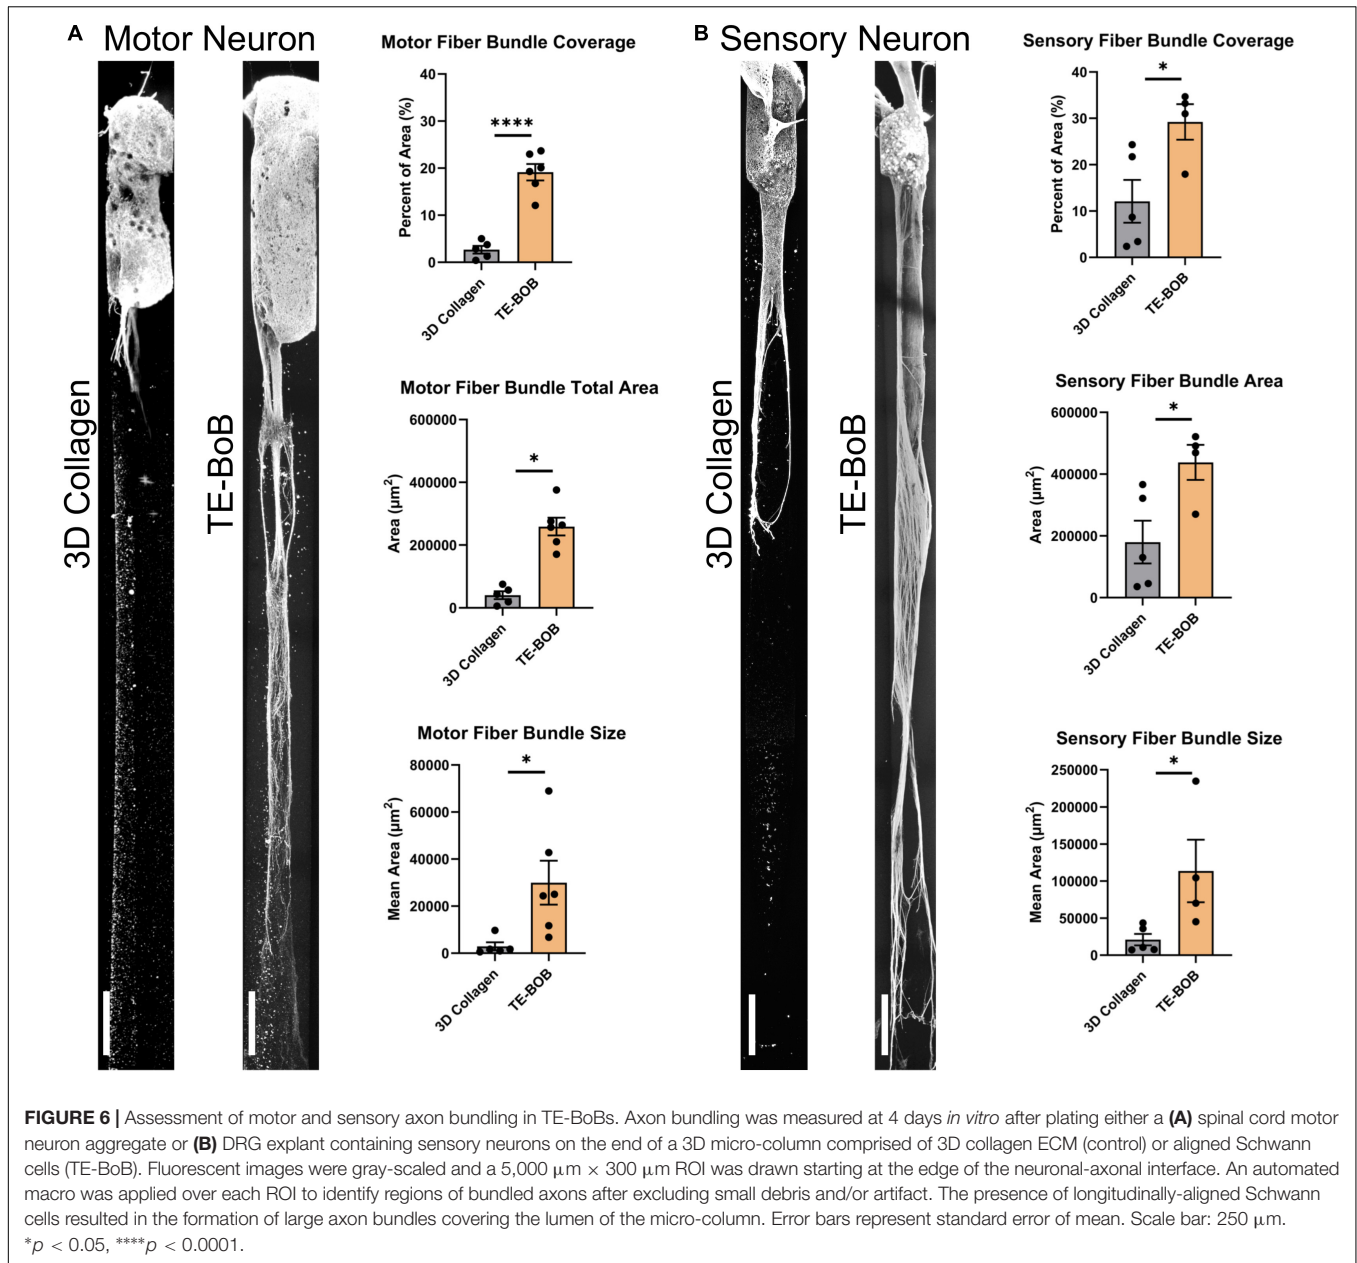 A Motor Neuron
3D Collagen
TE-BoB
Motor Fiber Bundle Coverage
Percent of Area (%)
40
30
20
10
0
****
3D Collagen
TE-BOB
Motor Fiber Bundle Total Area
Area (µm²)
600000
400000
200000
0
*
3D Collagen
TE-BOB
Motor Fiber Bundle Size
Mean Area (µm²)
80000
60000
40000
20000
0
*
3D Collagen
TE-BOB
B Sensory Neuron
3D Collagen
TE-BoB
Sensory Fiber Bundle Coverage
Percent of Area (%)
40
30
20
10
0
*
3D Collagen
TE-BOB
Sensory Fiber Bundle Area
Area (µm²)
600000
400000
200000
0
*
3D Collagen
TE-BOB
Sensory Fiber Bundle Size
Mean Area (µm²)
250000
200000
150000
100000
50000
0
*
3D Collagen
TE-BOB
FIGURE 6 | Assessment of motor and sensory axon bundling in TE-BoBs. Axon bundling was measured at 4 days in vitro after plating either a (A) spinal cord motor
neuron aggregate or (B) DRG explant containing sensory neurons on the end of a 3D micro-column comprised of 3D collagen ECM (control) or aligned Schwann
cells (TE-BoB). Fluorescent images were gray-scaled and a 5,000 µm × 300 µm ROI was drawn starting at the edge of the neuronal-axonal interface. An automated
macro was applied over each ROI to identify regions of bundled axons after excluding small debris and/or artifact. The presence of longitudinally-aligned Schwann
cells resulted in the formation of large axon bundles covering the lumen of the micro-column. Error bars represent standard error of mean. Scale bar: 250 µm.
*p < 0.05, ****p < 0.0001.